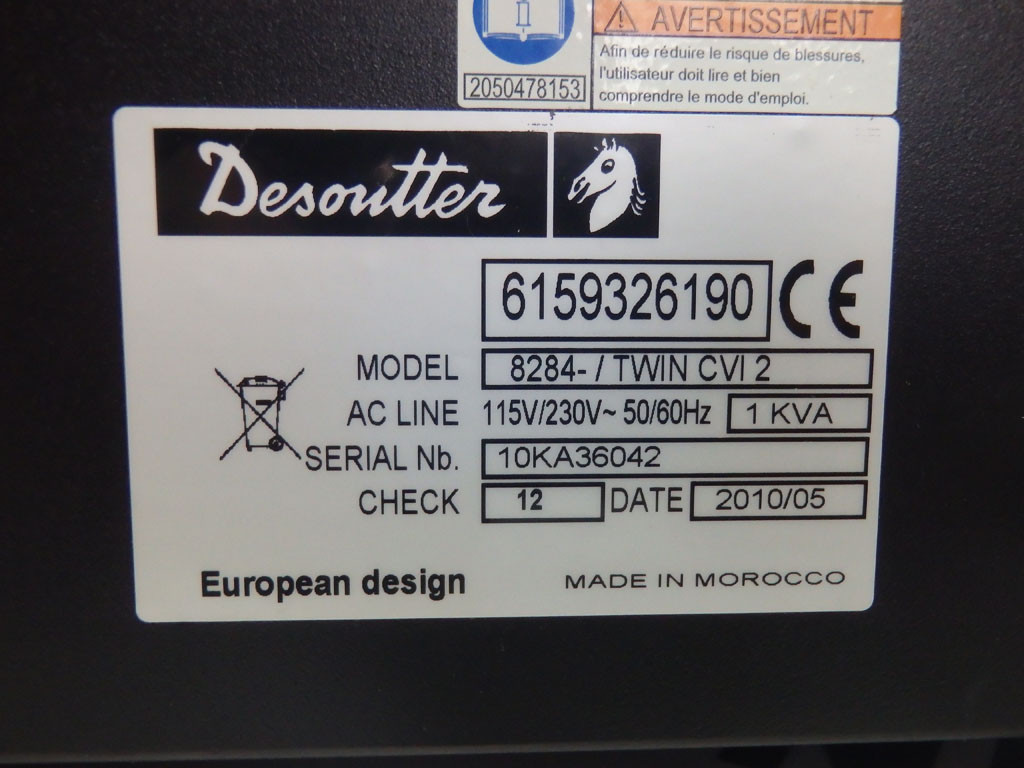 AVERTISSEMENT
Afin de réduire le risque de blessures,
l'utilisateur doit lire et bien
comprendre le mode d'emploi.
2050478153
Desoutter
6159326190 CE
MODEL 8284- / TWIN CVI 2
AC LINE 115V/230V~ 50/60Hz 1 KVA
SERIAL Nb. 10KA36042
CHECK 12 DATE 2010/05
European design MADE IN MOROCCO